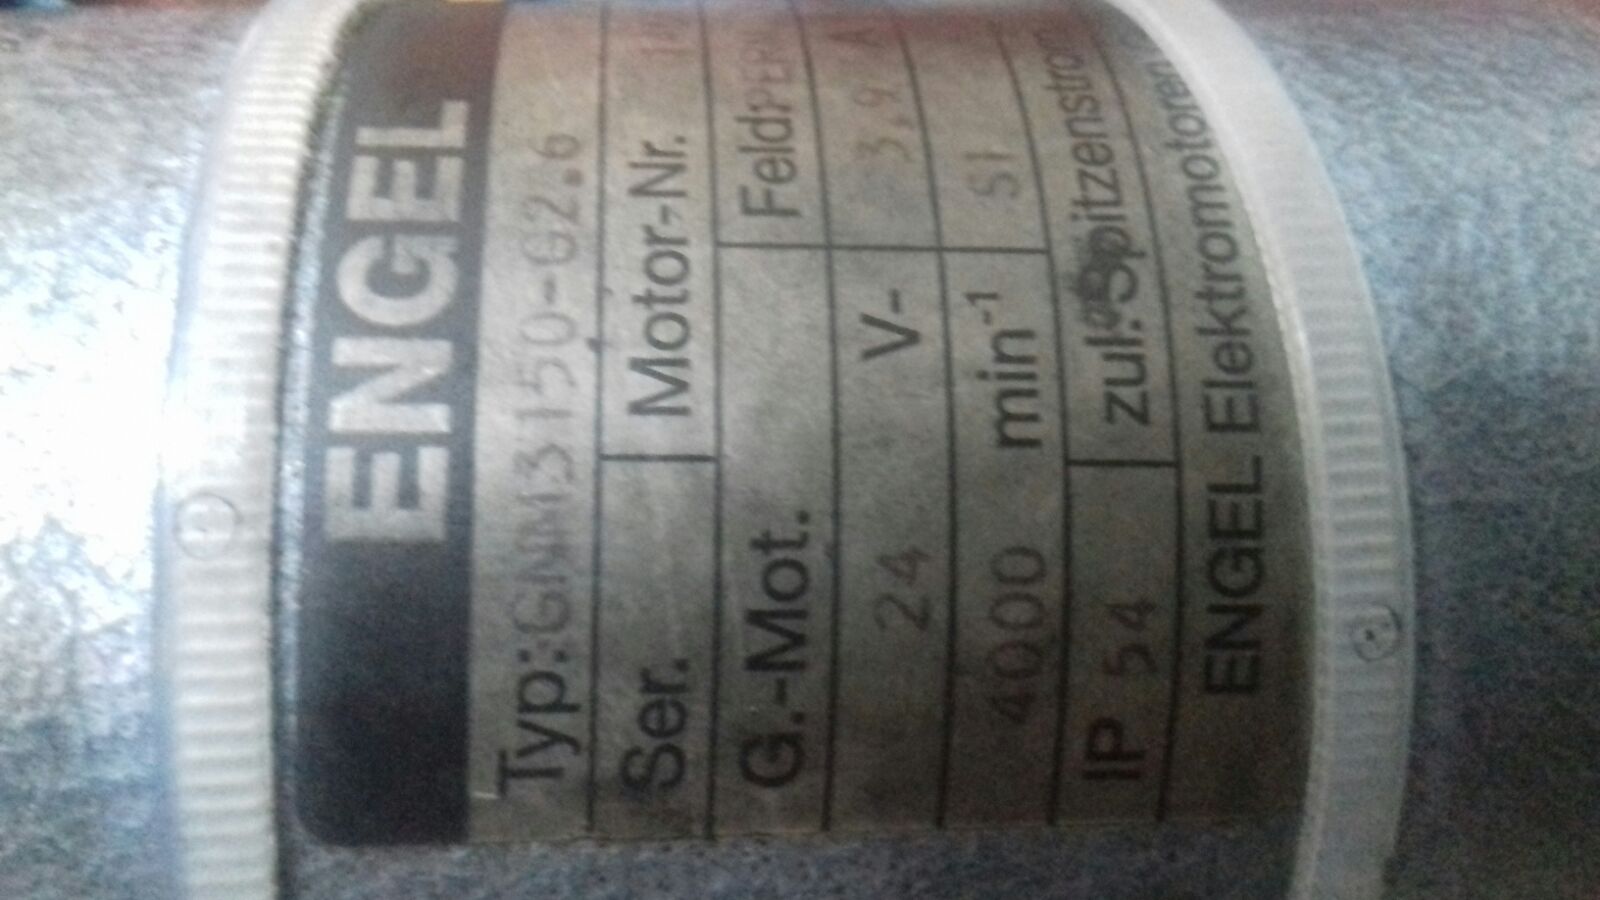 ENGEL
Typ: GNM3150-G2.6
Ser. Motor-Nr.
G.-Mot. Feld:PER
24 V- 3,9 A
4000 min-1 S1
IP 54 zul. Spitzenstrom
ENGEL Elektromotoren